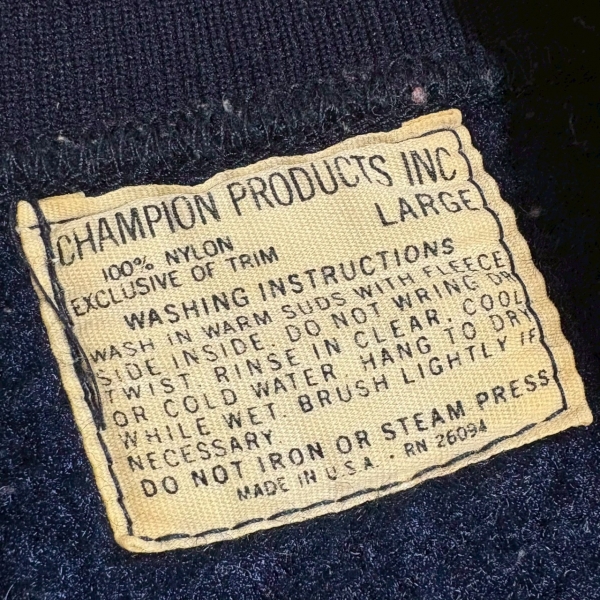 CHAMPION PRODUCTS INC
LARGE
100% NYLON
EXCLUSIVE OF TRIM
WASHING INSTRUCTIONS
WASH IN WARM SUDS WITH FLEECE
SIDE INSIDE. DO NOT WRING OR
TWIST. RINSE IN CLEAR. COOL
OR COLD WATER. HANG TO DRY
WHILE WET. BRUSH LIGHTLY IF
NECESSARY.
DO NOT IRON OR STEAM PRESS
MADE IN U.S.A. - RN 26094